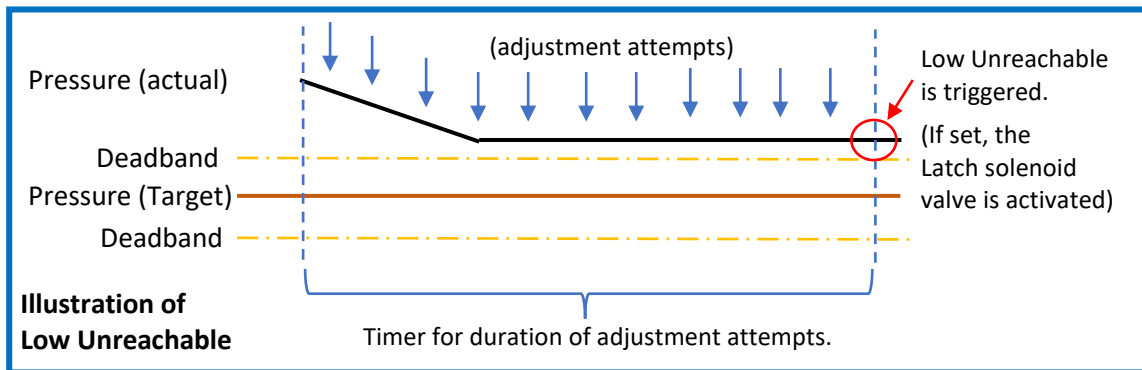 (adjustment attempts)
Low Unreachable
is triggered.
(If set, the
Latch solenoid
valve is activated)
Pressure (actual)
Deadband
Pressure (Target)
Deadband
Illustration of
Low Unreachable
Timer for duration of adjustment attempts.